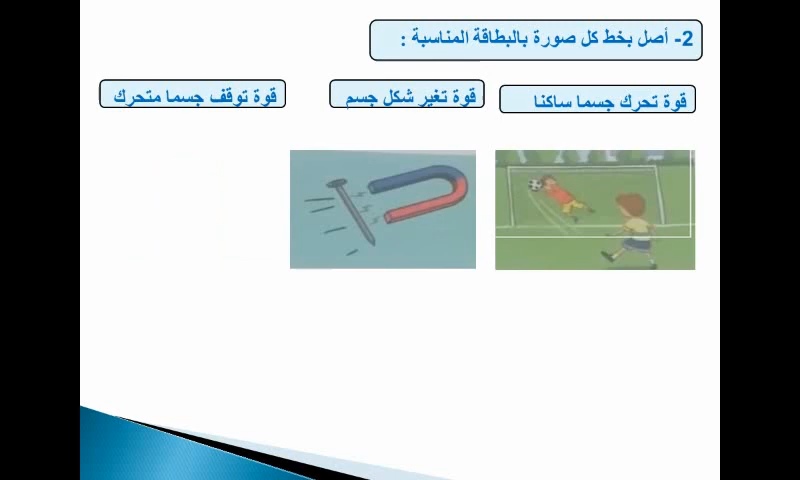 2- أصل بخط كل صورة بالبطاقة المناسبة :
قوة تحرك جسما ساكنا
قوة تغير شكل جسم
قوة توقف جسما متحرك